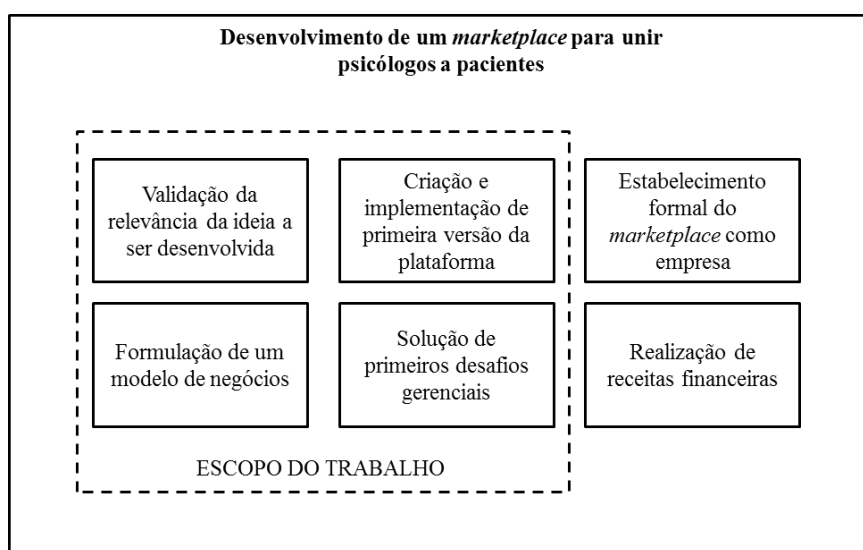 Desenvolvimento de um marketplace para unir
psicólogos a pacientes
Validação da
relevância da ideia a
ser desenvolvida
Criação e
implementação de
primeira versão da
plataforma
Estabelecimento
formal do
marketplace como
empresa
Formulação de um
modelo de negócios
Solução de
primeiros desafios
gerenciais
Realização de
receitas financeiras
ESCOPO DO TRABALHO